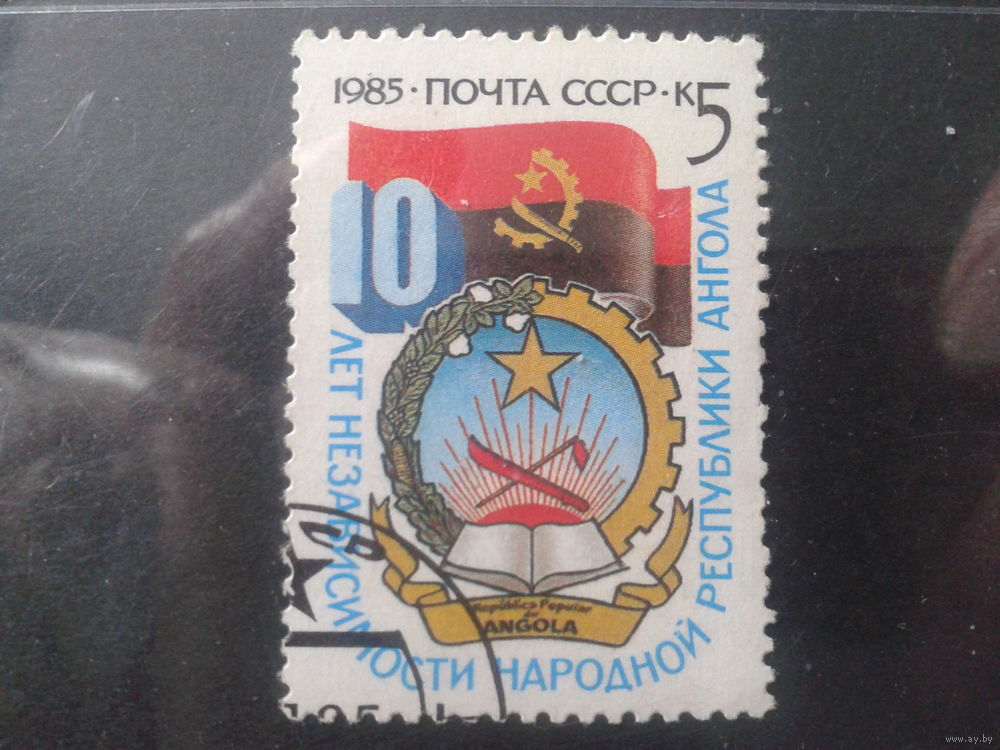 1985 · ПОЧТА СССР · К5
10
ЛЕТ НЕЗАВИСИМОСТИ НАРОДНОЙ РЕСПУБЛИКИ АНГОЛА
República Popular
de
ANGOLA
www.ay.by